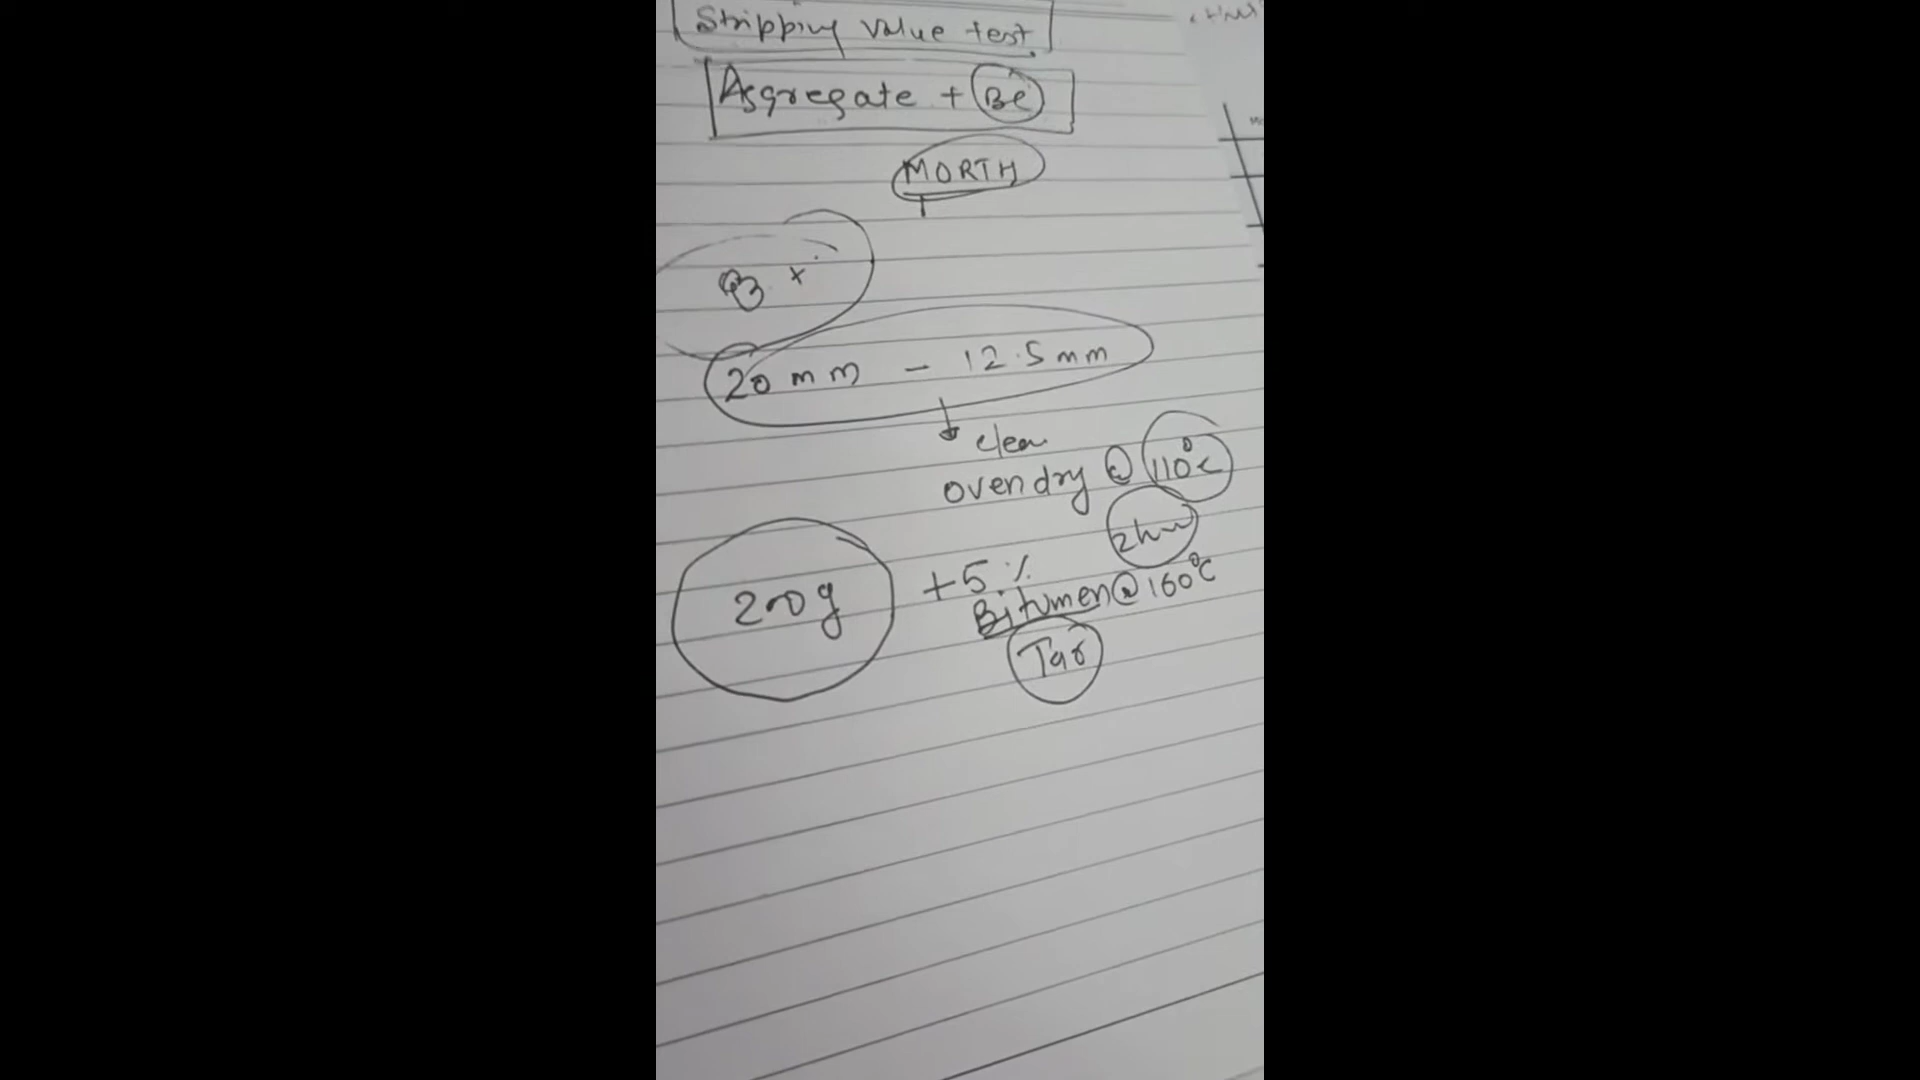 Stripping value test.
Aggregate + Be
MORTH
B +
20 mm - 12.5 mm
clean
oven dry @ 110°c
2hr
200g +5 %
Bitumen @ 160°C
Tar